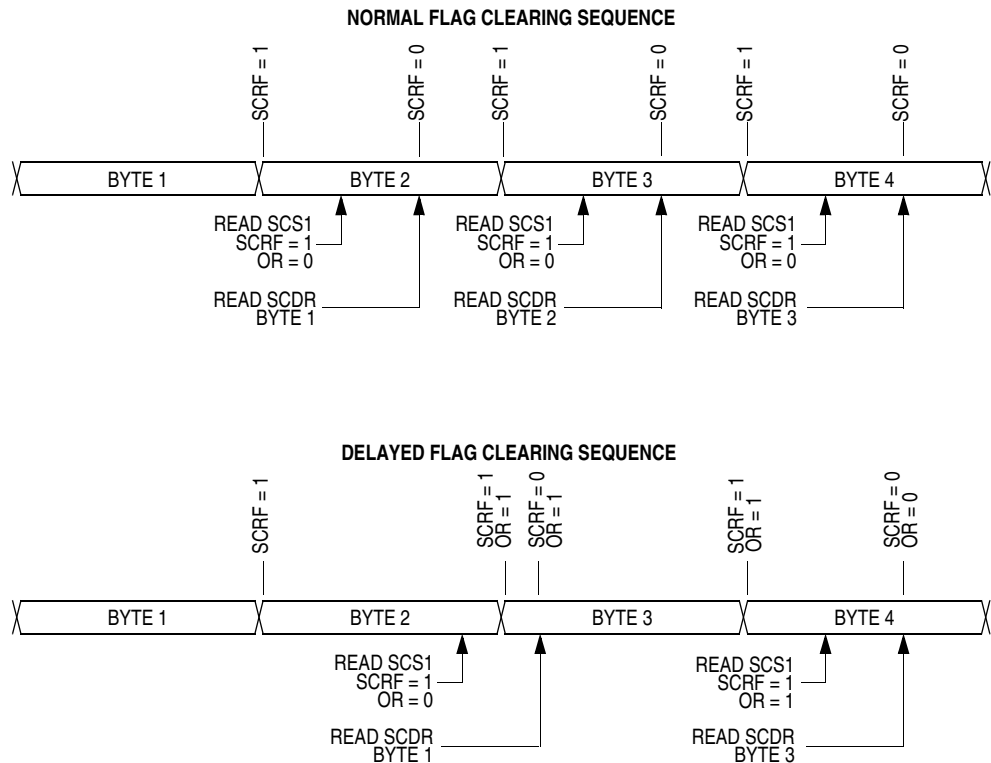 NORMAL FLAG CLEARING SEQUENCE
SCRF = 1
SCRF = 0
SCRF = 1
SCRF = 0
SCRF = 1
SCRF = 0
BYTE 1
BYTE 2
BYTE 3
BYTE 4
READ SCS1
SCRF = 1
OR = 0
READ SCS1
SCRF = 1
OR = 0
READ SCS1
SCRF = 1
OR = 0
READ SCDR
BYTE 1
READ SCDR
BYTE 2
READ SCDR
BYTE 3
DELAYED FLAG CLEARING SEQUENCE
SCRF = 1
SCRF = 1
OR = 1
SCRF = 0
OR = 1
SCRF = 1
OR = 1
SCRF = 0
OR = 0
BYTE 1
BYTE 2
BYTE 3
BYTE 4
READ SCS1
SCRF = 1
OR = 0
READ SCS1
SCRF = 1
OR = 1
READ SCDR
BYTE 1
READ SCDR
BYTE 3